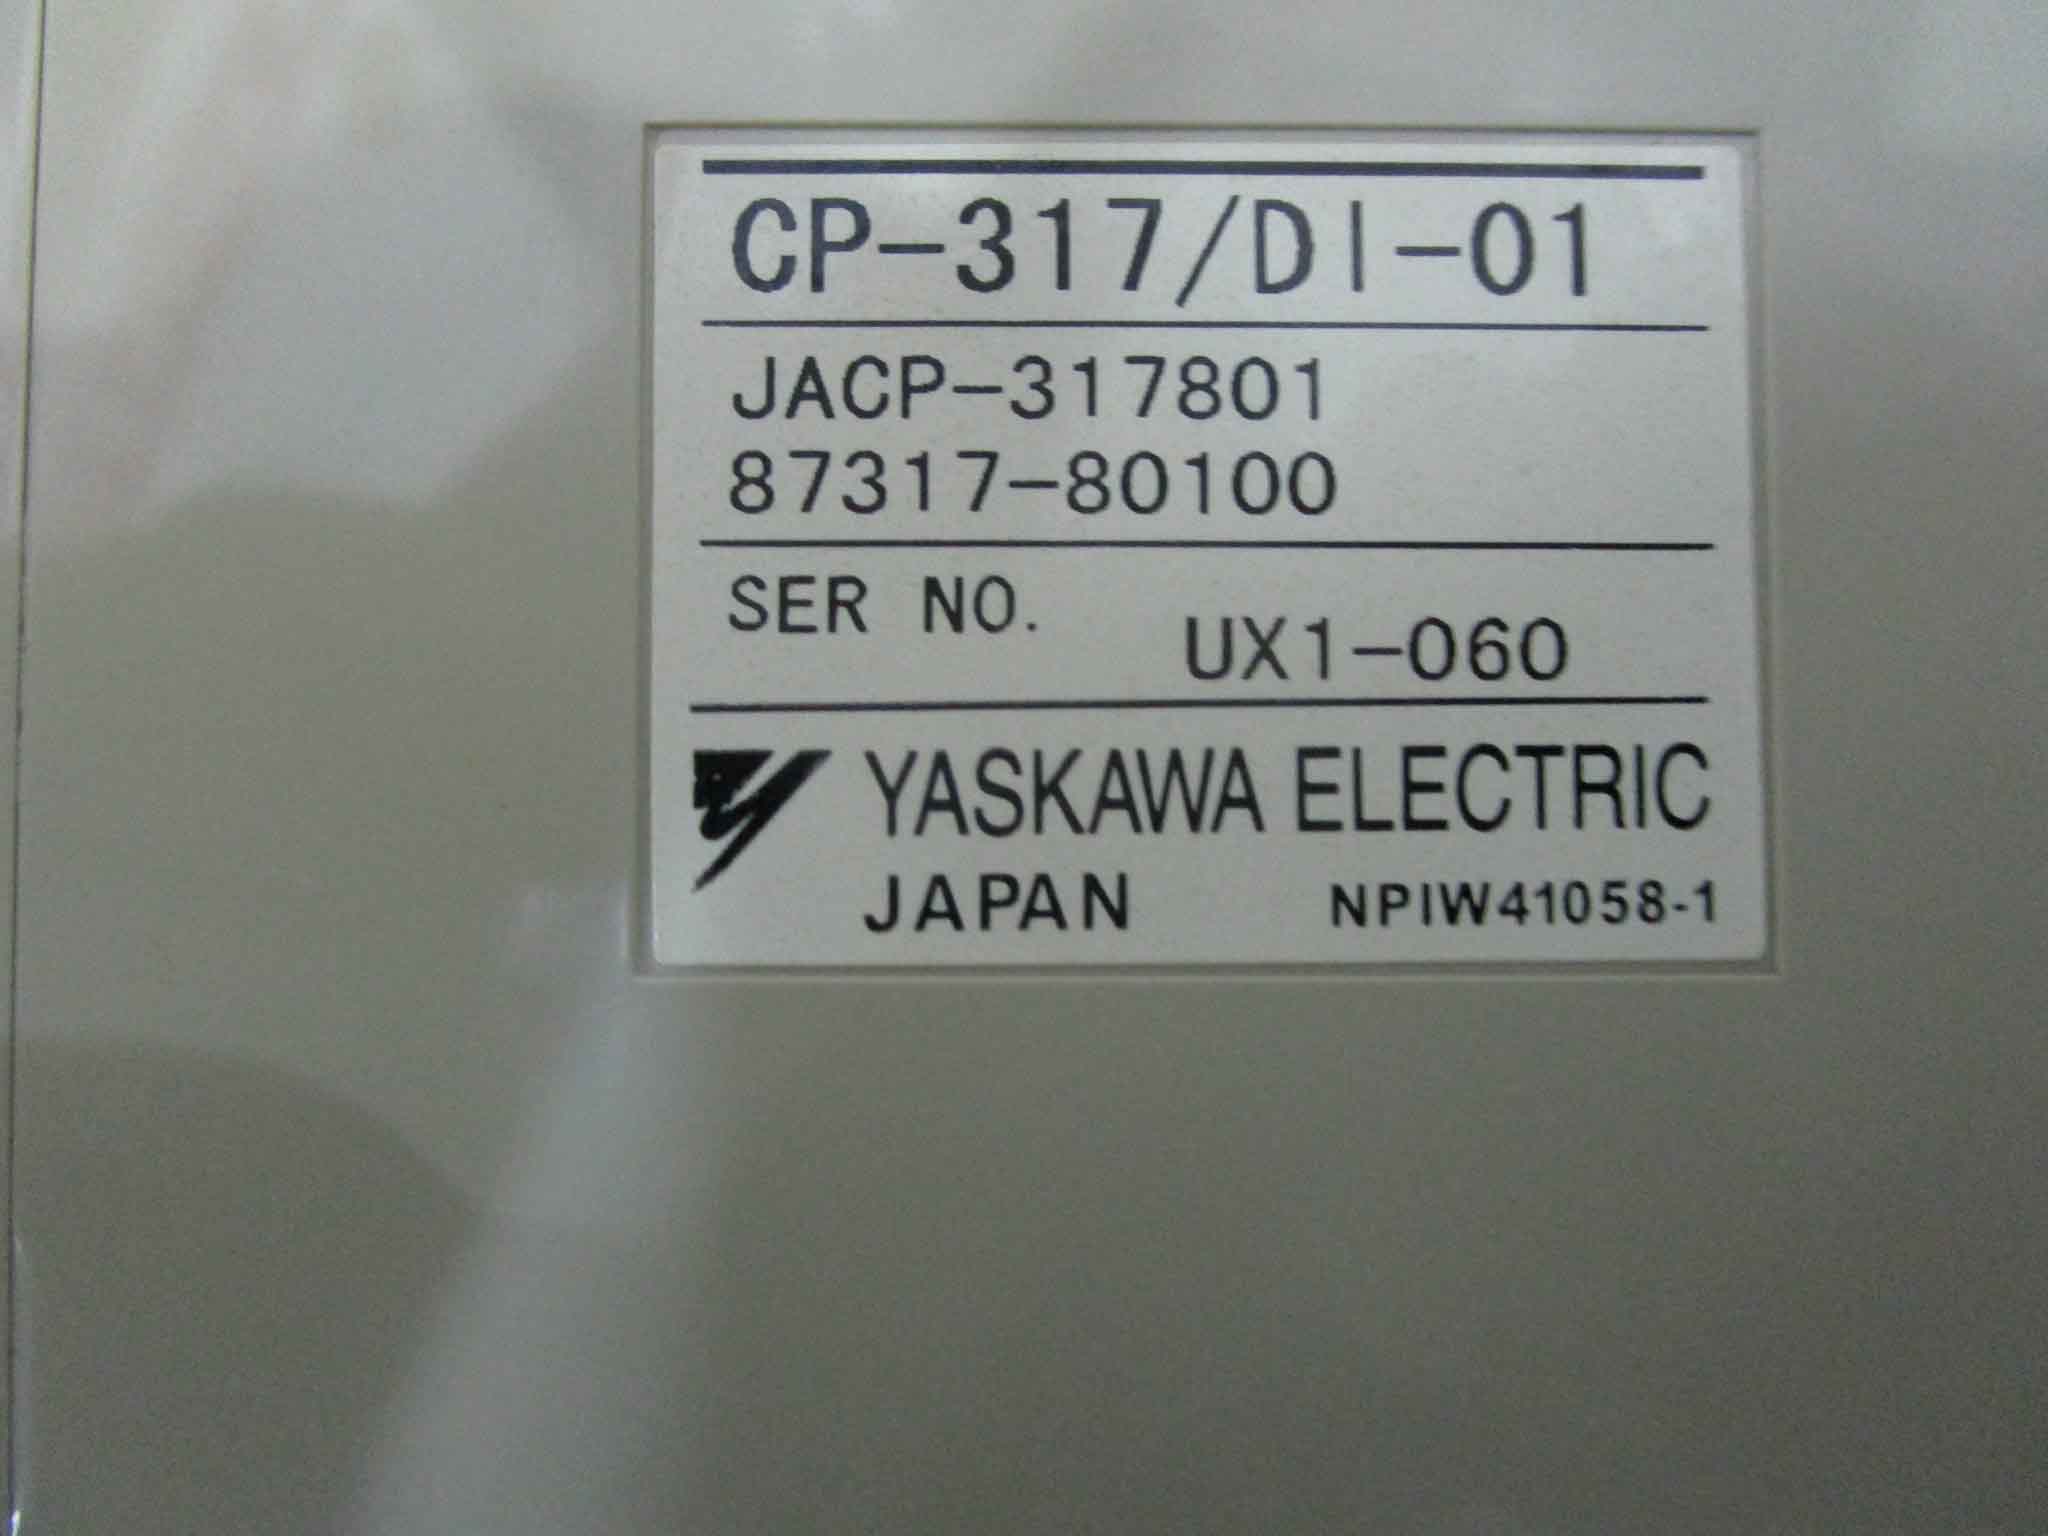 CP-317/DI-01
JACP-317801
87317-80100
SER NO. UX1-060
YASKAWA ELECTRIC
JAPAN NPIW41058-1